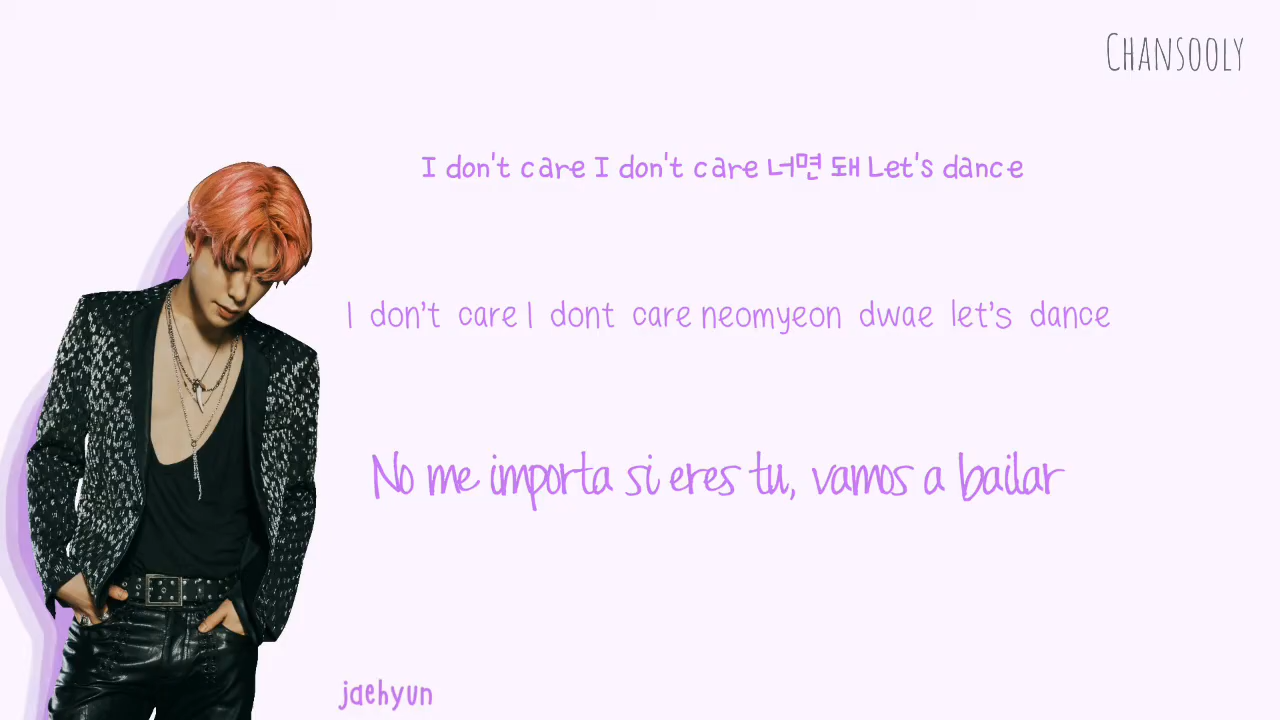 CHANSOOLY
I don't care I don't care 너면 돼 Let's dance
I don't care I dont care neomyeon dwae let's dance
No me importa si eres tu, vamos a bailar
jaehyun